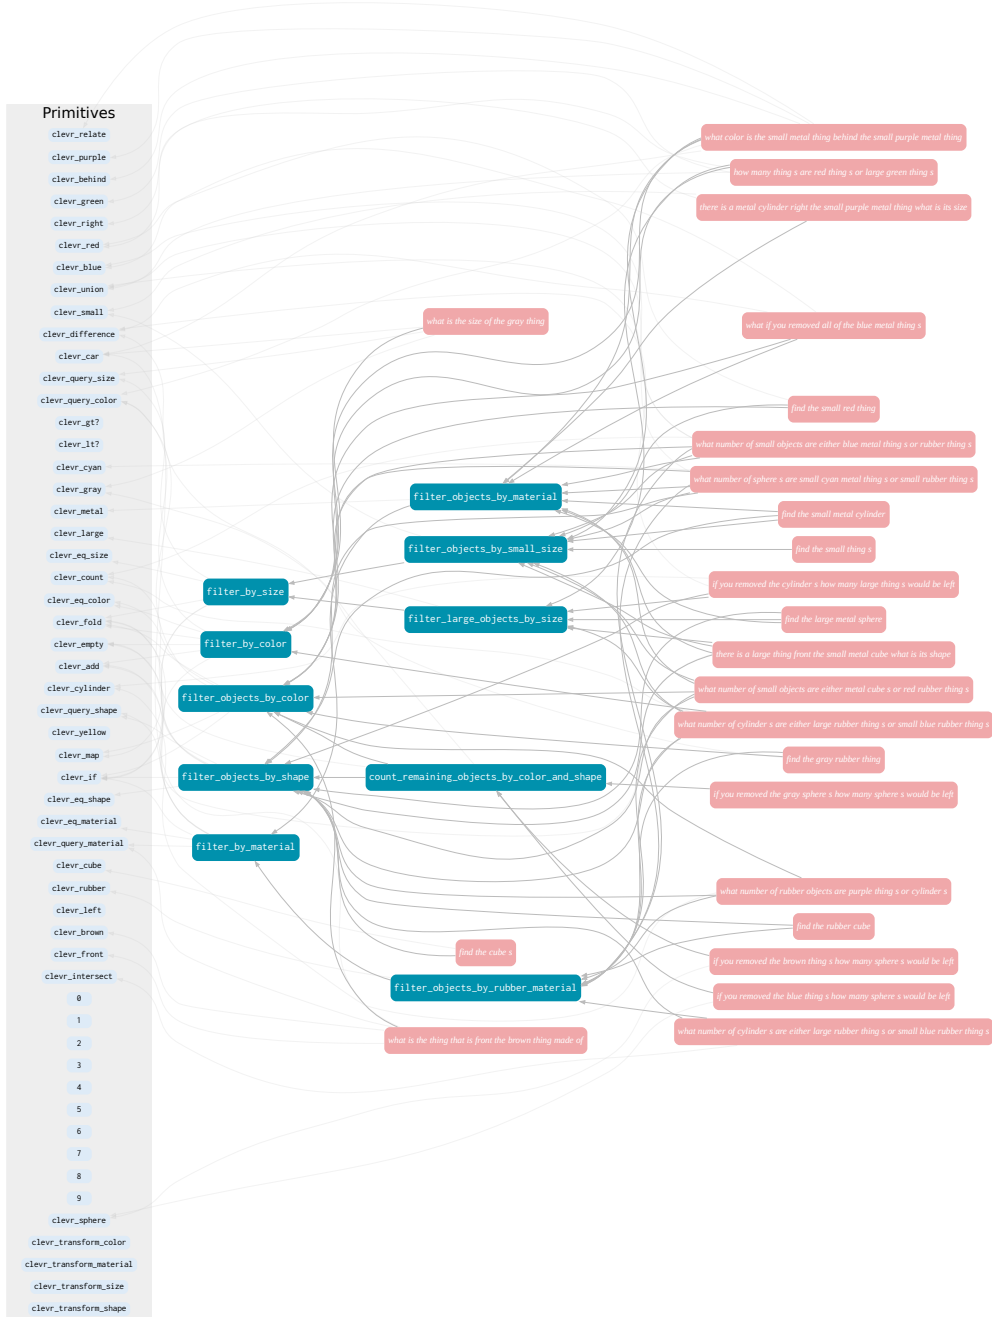 Primitives
clevr_relate
clevr_purple
clevr_behind
clevr_green
clevr_right
clevr_red
clevr_blue
clevr_union
clevr_small
clevr_difference
clevr_car
clevr_query_size
clevr_query_color
clevr_gt?
clevr_lt?
clevr_cyan
clevr_gray
clevr_metal
clevr_large
clevr_eq_size
clevr_count
clevr_eq_color
clevr_fold
clevr_empty
clevr_add
clevr_cylinder
clevr_query_shape
clevr_yellow
clevr_map
clevr_if
clevr_eq_shape
clevr_eq_material
clevr_query_material
clevr_cube
clevr_rubber
clevr_left
clevr_brown
clevr_front
clevr_intersect
0
1
2
3
4
5
6
7
8
9
clevr_sphere
clevr_transform_color
clevr_transform_material
clevr_transform_size
clevr_transform_shape
filter_by_size
filter_by_color
filter_objects_by_color
filter_objects_by_shape
filter_by_material
what is the size of the gray thing
filter_objects_by_material
filter_objects_by_small_size
filter_large_objects_by_size
count_remaining_objects_by_color_and_shape
find the cube s
filter_objects_by_rubber_material
what is the thing that is front the brown thing made of
what color is the small metal thing behind the small purple metal thing
how many thing s are red thing s or large green thing s
there is a metal cylinder right the small purple metal thing what is its size
what if you removed all of the blue metal thing s
find the small red thing
what number of small objects are either blue metal thing s or rubber thing s
what number of sphere s are small cyan metal thing s or small rubber thing s
find the small metal cylinder
find the small thing s
if you removed the cylinder s how many large thing s would be left
find the large metal sphere
there is a large thing front the small metal cube what is its shape
what number of small objects are either metal cube s or red rubber thing s
what number of cylinder s are either large rubber thing s or small blue rubber thing s
find the gray rubber thing
if you removed the gray sphere s how many sphere s would be left
what number of rubber objects are purple thing s or cylinder s
find the rubber cube
if you removed the brown thing s how many sphere s would be left
if you removed the blue thing s how many sphere s would be left
what number of cylinder s are either large rubber thing s or small blue rubber thing s